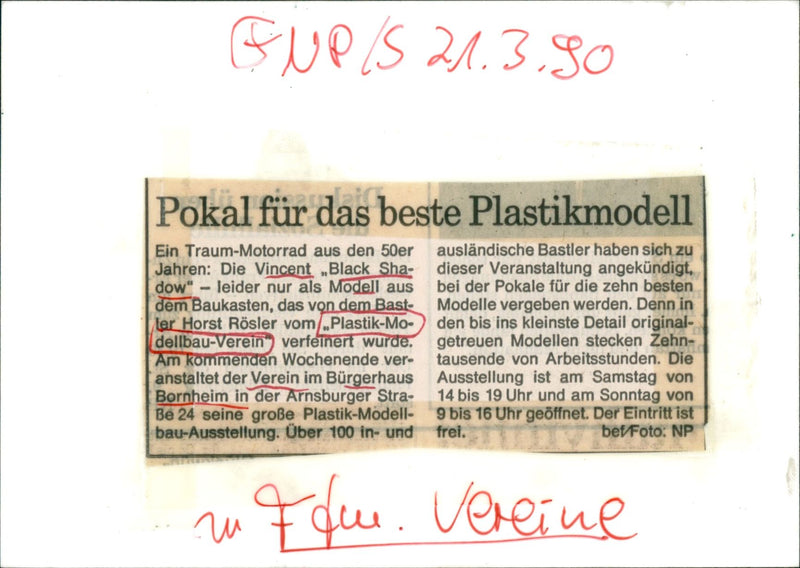 FNP/S 21.3.90
Pokal für das beste Plastikmodell
Ein Traum-Motorrad aus den 50er
Jahren: Die Vincent „Black Sha-
dow“ – leider nur als Modell aus
dem Baukasten, das von dem Bast-
ler Horst Rösler vom „Plastik-Mo-
dellbau-Verein“ verfeinert wurde.
Am kommenden Wochenende ver-
anstaltet der Verein im Bürgerhaus
Bornheim in der Arnsburger Stra-
ße 24 seine große Plastik-Modell-
bau-Ausstellung. Über 100 in- und
ausländische Bastler haben sich zu
dieser Veranstaltung angekündigt,
bei der Pokale für die zehn besten
Modelle vergeben werden. Denn in
den bis ins kleinste Detail original-
getreuen Modellen stecken Zehn-
tausende von Arbeitsstunden. Die
Ausstellung ist am Samstag von
14 bis 19 Uhr und am Sonntag von
9 bis 16 Uhr geöffnet. Der Eintritt ist
frei. bef/Foto: NP
Vereine